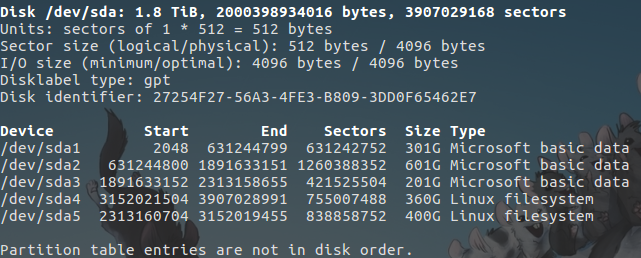 Disk /dev/sda: 1.8 TiB, 2000398934016 bytes, 3907029168 sectors
Units: sectors of 1 * 512 = 512 bytes
Sector size (logical/physical): 512 bytes / 4096 bytes
I/O size (minimum/optimal): 4096 bytes / 4096 bytes
Disklabel type: gpt
Disk identifier: 27254F27-56A3-4FE3-B809-3DD0F65462E7

Device Start End Sectors Size Type
/dev/sda1 2048 631244799 631242752 301G Microsoft basic data
/dev/sda2 631244800 1891633151 1260388352 601G Microsoft basic data
/dev/sda3 1891633152 2313158655 421525504 201G Microsoft basic data
/dev/sda4 3152021504 3907028991 755007488 360G Linux filesystem
/dev/sda5 2313160704 3152019455 838858752 400G Linux filesystem

Partition table entries are not in disk order.